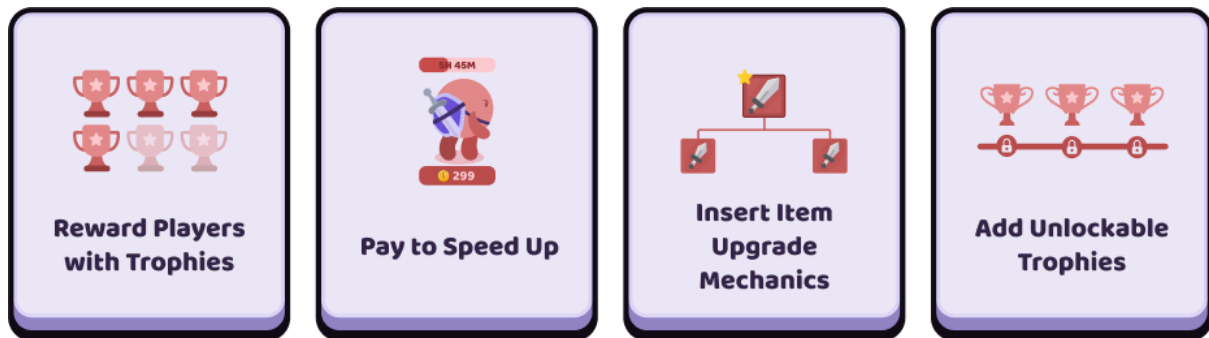 Reward Players
with Trophies
5H 45M
299
Pay to Speed Up
Insert Item
Upgrade
Mechanics
Add Unlockable
Trophies